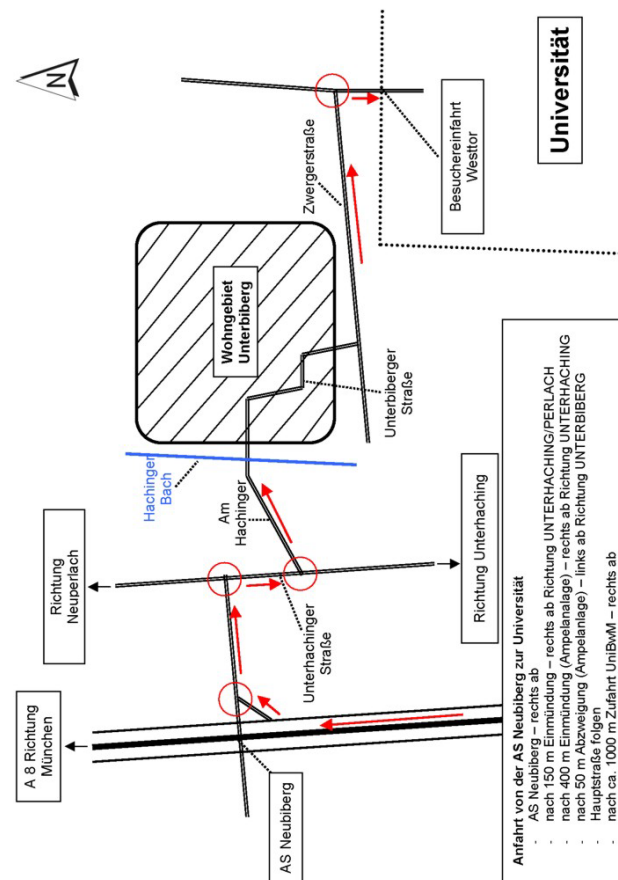 N
A 8 Richtung
München
Richtung
Neuperlach
Hachinger
Bach
Wohngebiet
Unterbiberg
Zwergerstraße
Am
Hachinger
Unterhachinger
Straße
Unterbiberger
Straße
AS Neubiberg
Richtung Unterhaching
Besuchereinfahrt
Westtor
Universität
Anfahrt von der AS Neubiberg zur Universität
- AS Neubiberg – rechts ab
- nach 150 m Einmündung – rechts ab Richtung UNTERHACHING/PERLACH
- nach 400 m Einmündung (Ampelanalage) – rechts ab Richtung UNTERHACHING
- nach 50 m Abzweigung (Ampelanlage) – links ab Richtung UNTERBIBERG
- Hauptstraße folgen
- nach ca. 1000 m Zufahrt UniBwM – rechts ab